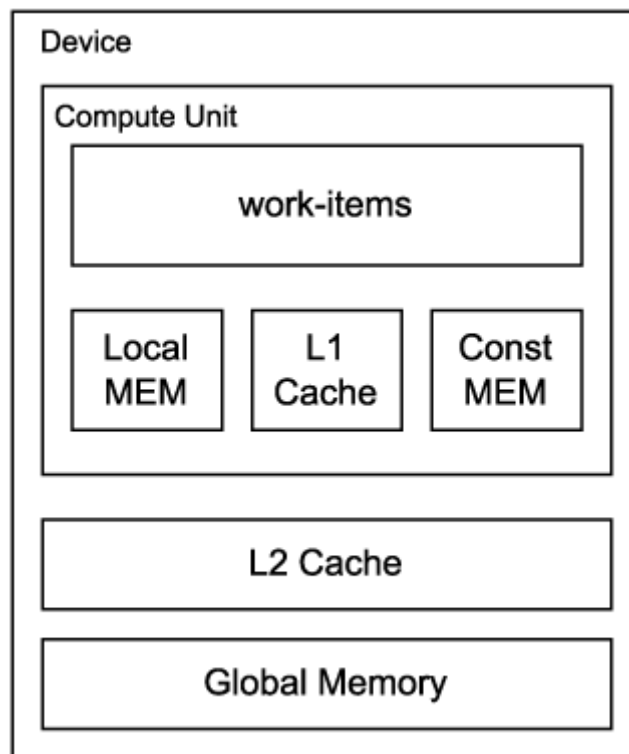 Device
Compute Unit
work-items
Local
MEM
L1
Cache
Const
MEM
L2 Cache
Global Memory